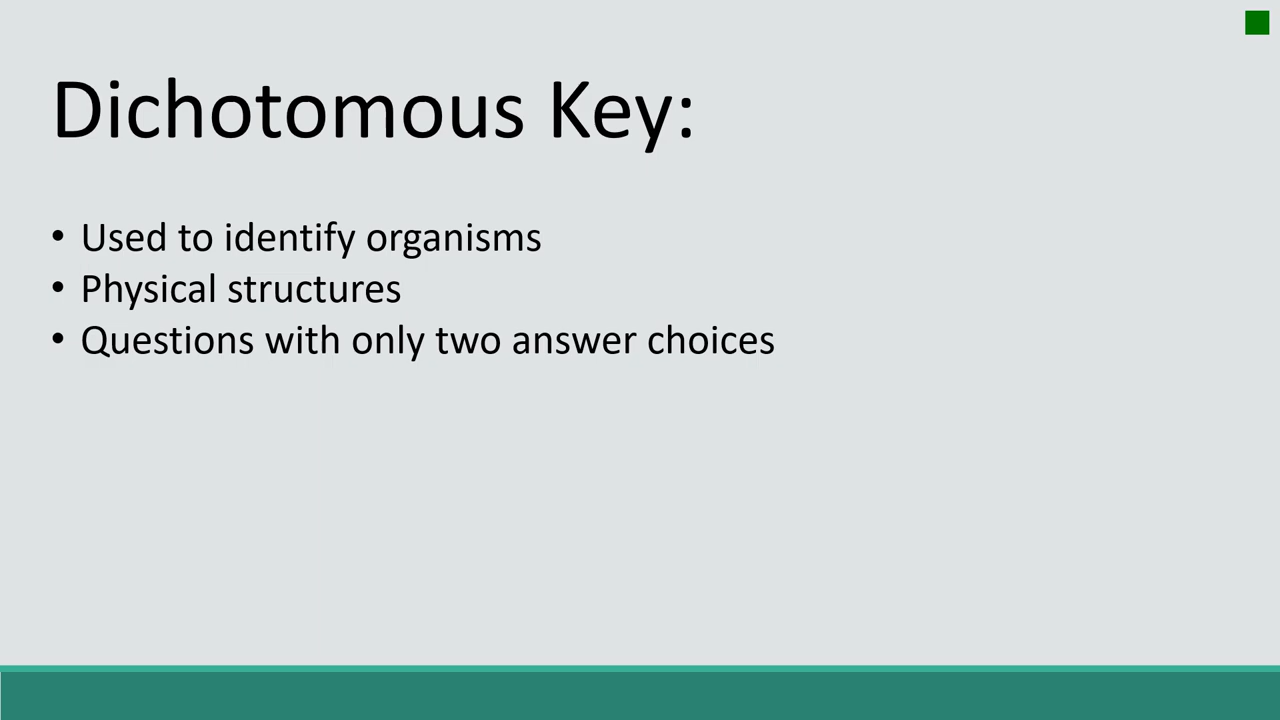 Dichotomous Key:
• Used to identify organisms
• Physical structures
• Questions with only two answer choices